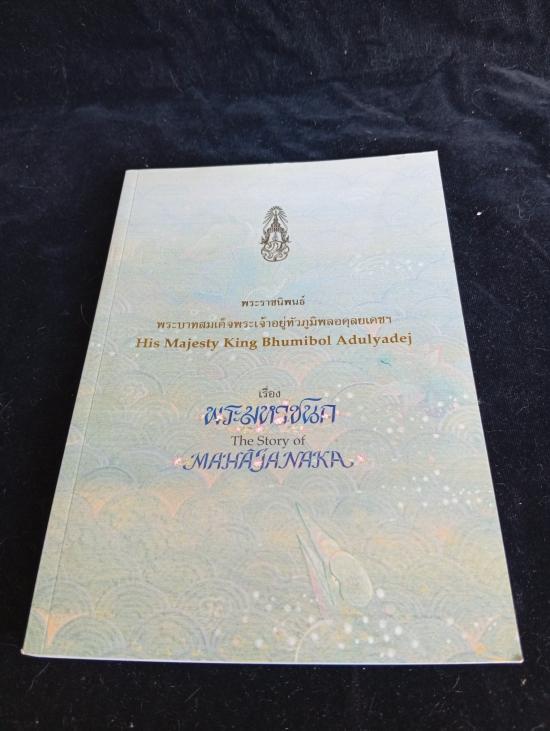 พระราชนิพนธ์
พระบาทสมเด็จพระเจ้าอยู่หัวภูมิพลอดุลยเดชฯ
His Majesty King Bhumibol Adulyadej
เรื่อง
พระมหาชนก
The Story of
MAHĀJANAKA